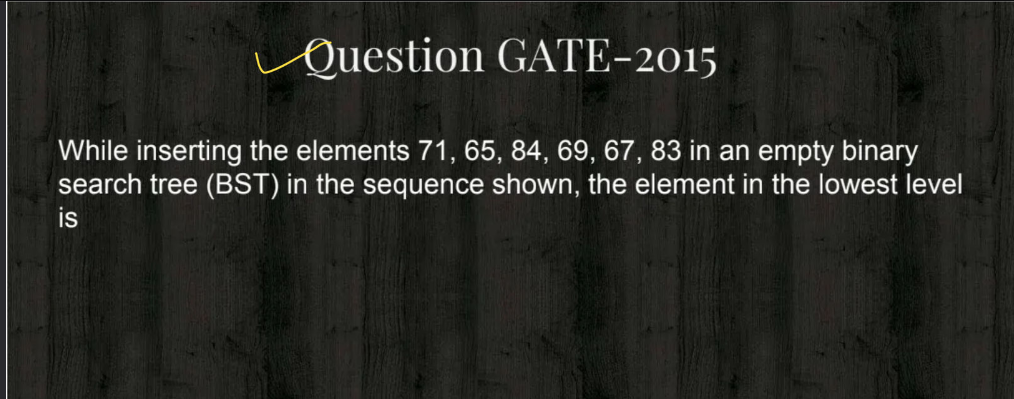 Question GATE-2015
While inserting the elements 71, 65, 84, 69, 67, 83 in an empty binary
search tree (BST) in the sequence shown, the element in the lowest level
is